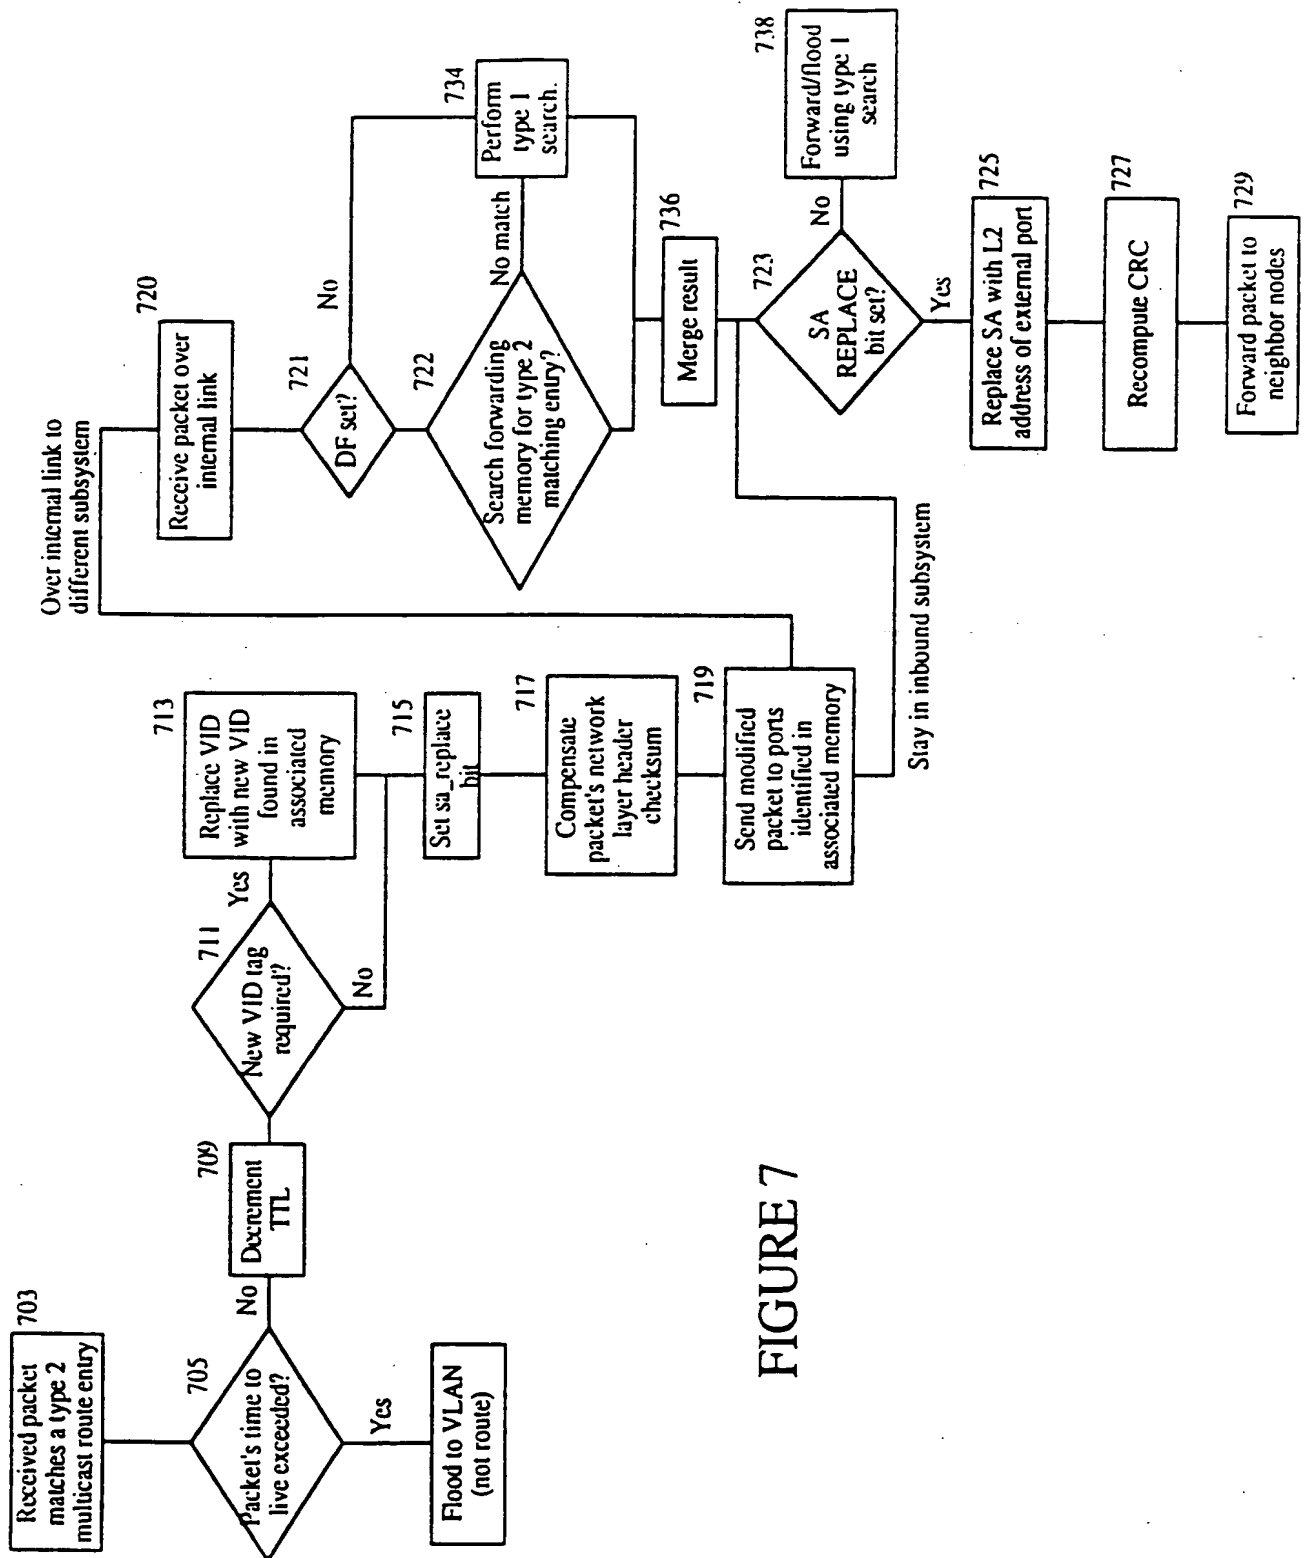 703
Received packet
matches a type 2
multicast route entry
705
Packet's time to
live exceeded?
Yes
Flood to VLAN
(not route)
No
709
Decrement
TTL
711
New VID tag
required?
Yes
No
713
Replace VID
with new VID
found in
associated
memory
715
Set sa_replace
bit
717
Compensate
packet's network
layer header
checksum
719
Send modified
packet to ports
identified in
associated memory
Over internal link to
different subsystem
Stay in inbound subsystem
720
Receive packet over
internal link
721
DF set?
No
722
Search forwarding
memory for type 2
matching entry?
No match
734
Perform
type 1
search.
736
Merge result
723
SA
REPLACE
bit set?
No
738
Forward/flood
using type 1
search
Yes
725
Replace SA with L2
address of external port
727
Recompute CRC
729
Forward packet to
neighbor nodes
FIGURE 7